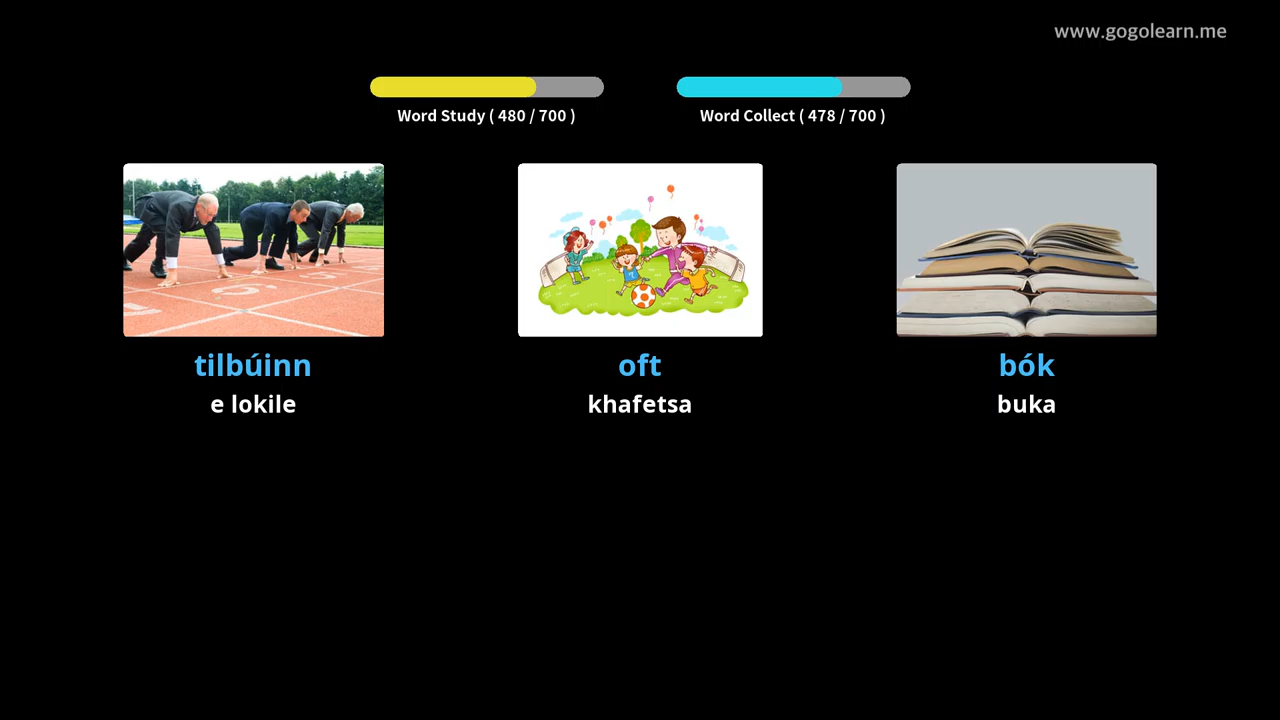 www.gogolearn.me
Word Study ( 480 / 700 )
Word Collect ( 478 / 700 )
tilbúinn
oft
bók
e lokile
khafetsa
buka